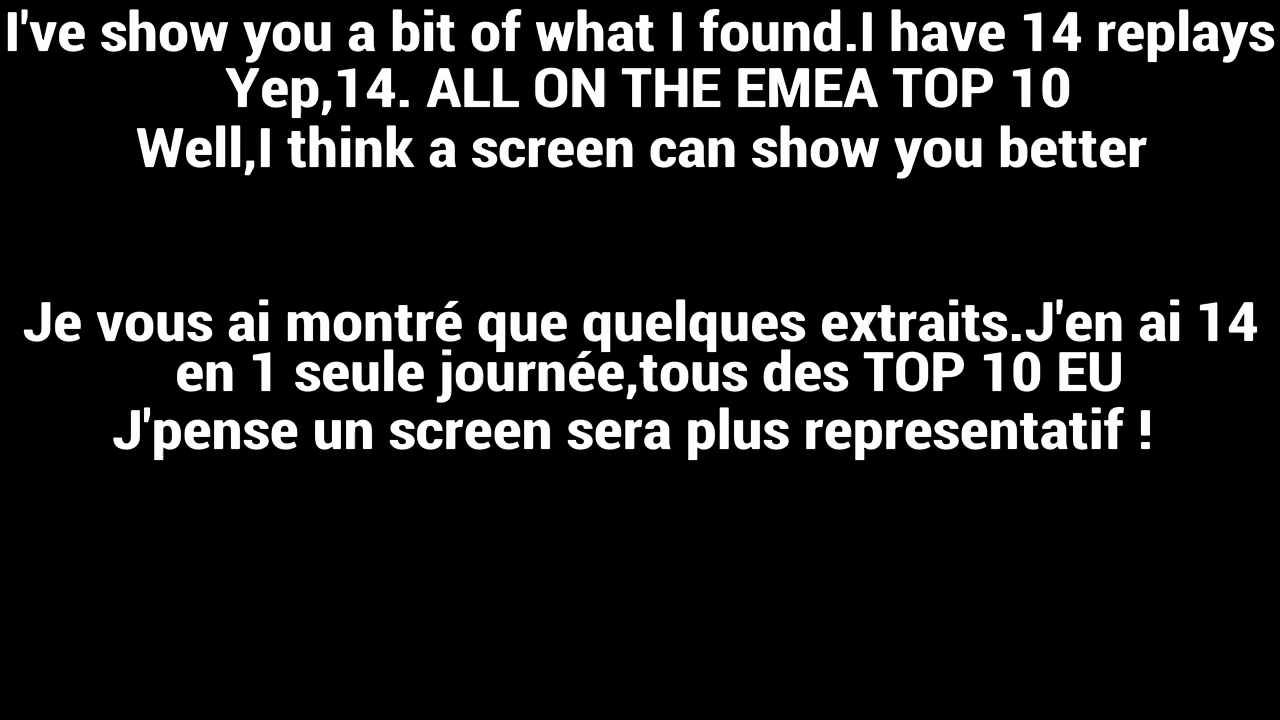 I've show you a bit of what I found.I have 14 replays
Yep,14. ALL ON THE EMEA TOP 10
Well,I think a screen can show you better
Je vous ai montré que quelques extraits.J'en ai 14
en 1 seule journée,tous des TOP 10 EU
J'pense un screen sera plus representatif !